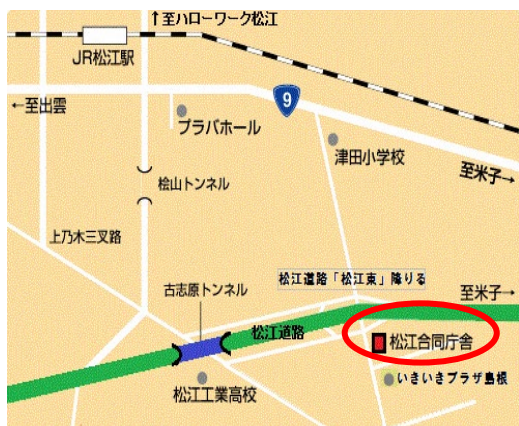 ↑至ハローワーク松江
JR松江駅
←至出雲
9
プラバホール
津田小学校
至米子→
桧山トンネル
上乃木三叉路
松江道路「松江東」降りる
古志原トンネル
至米子→
松江道路
松江合同庁舎
いきいきプラザ島根
松江工業高校